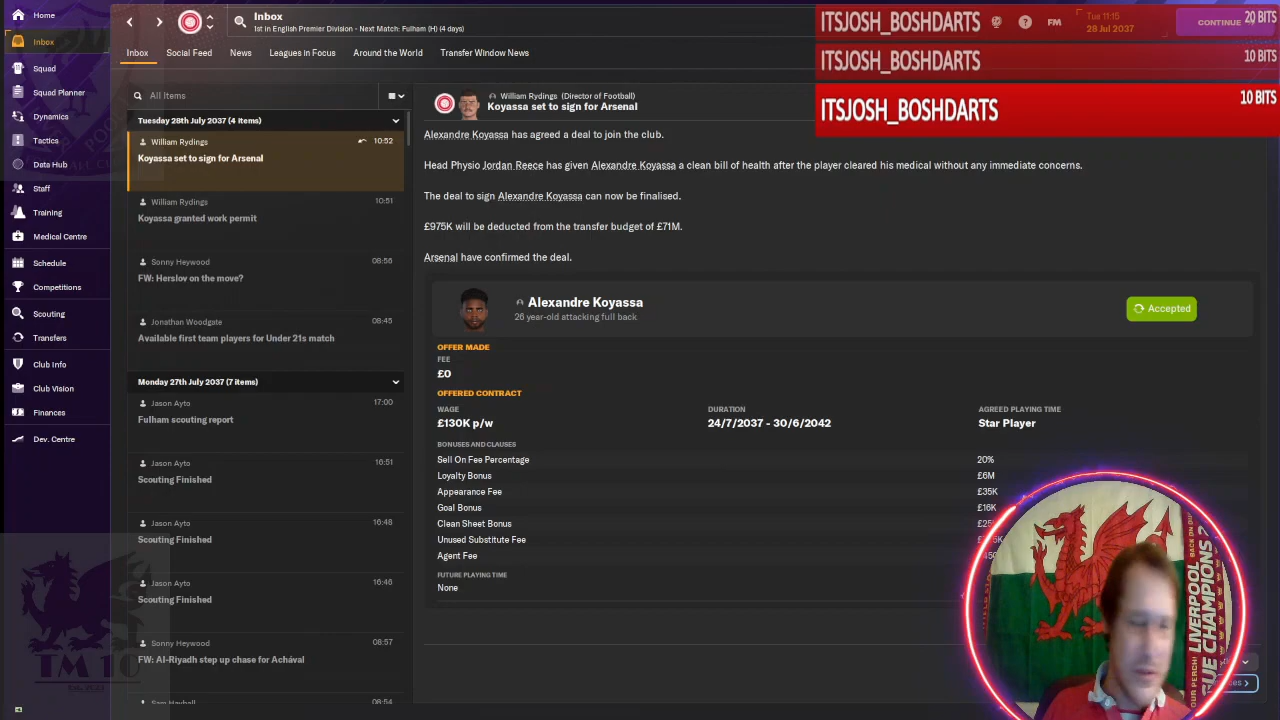 Home
Inbox
Squad
Squad Planner
Dynamics
Tactics
Data Hub
Staff
Training
Medical Centre
Schedule
Competitions
Scouting
Transfers
Club Info
Club Vision
Finances
Dev. Centre
TM 10
Inbox
1st in English Premier Division - Next Match: Fulham (H) (4 days)
FM
Tue 11:15
28 Jul 2037
CONTINUE
ITSJOSH_BOSHDARTS
20 BITS
ITSJOSH_BOSHDARTS
10 BITS
ITSJOSH_BOSHDARTS
10 BITS
Inbox
Social Feed
News
Leagues in Focus
Around the World
Transfer Window News
All Items
Tuesday 28th July 2037 (4 items)
William Rydings
10:52
Koyassa set to sign for Arsenal
William Rydings
10:51
Koyassa granted work permit
Sonny Heywood
08:56
FW: Herslov on the move?
Jonathan Woodgate
08:45
Available first team players for Under 21s match
Monday 27th July 2037 (7 items)
Jason Ayto
17:00
Fulham scouting report
Jason Ayto
16:51
Scouting Finished
Jason Ayto
16:48
Scouting Finished
Jason Ayto
16:46
Scouting Finished
Sonny Heywood
08:57
FW: Al-Riyadh step up chase for Achával
08:54
William Rydings (Director of Football)
Koyassa set to sign for Arsenal
Alexandre Koyassa has agreed a deal to join the club.
Head Physio Jordan Reece has given Alexandre Koyassa a clean bill of health after the player cleared his medical without any immediate concerns.
The deal to sign Alexandre Koyassa can now be finalised.
£975K will be deducted from the transfer budget of £71M.
Arsenal have confirmed the deal.
Alexandre Koyassa
26 year-old attacking full back
Accepted
OFFER MADE
FEE
£0
OFFERED CONTRACT
WAGE
£130K p/w
DURATION
24/7/2037 - 30/6/2042
AGREED PLAYING TIME
Star Player
BONUSES AND CLAUSES
Sell On Fee Percentage
20%
Loyalty Bonus
£6M
Appearance Fee
£35K
Goal Bonus
£16K
Clean Sheet Bonus
Unused Substitute Fee
Agent Fee
FUTURE PLAYING TIME
None
LIVERPOOL